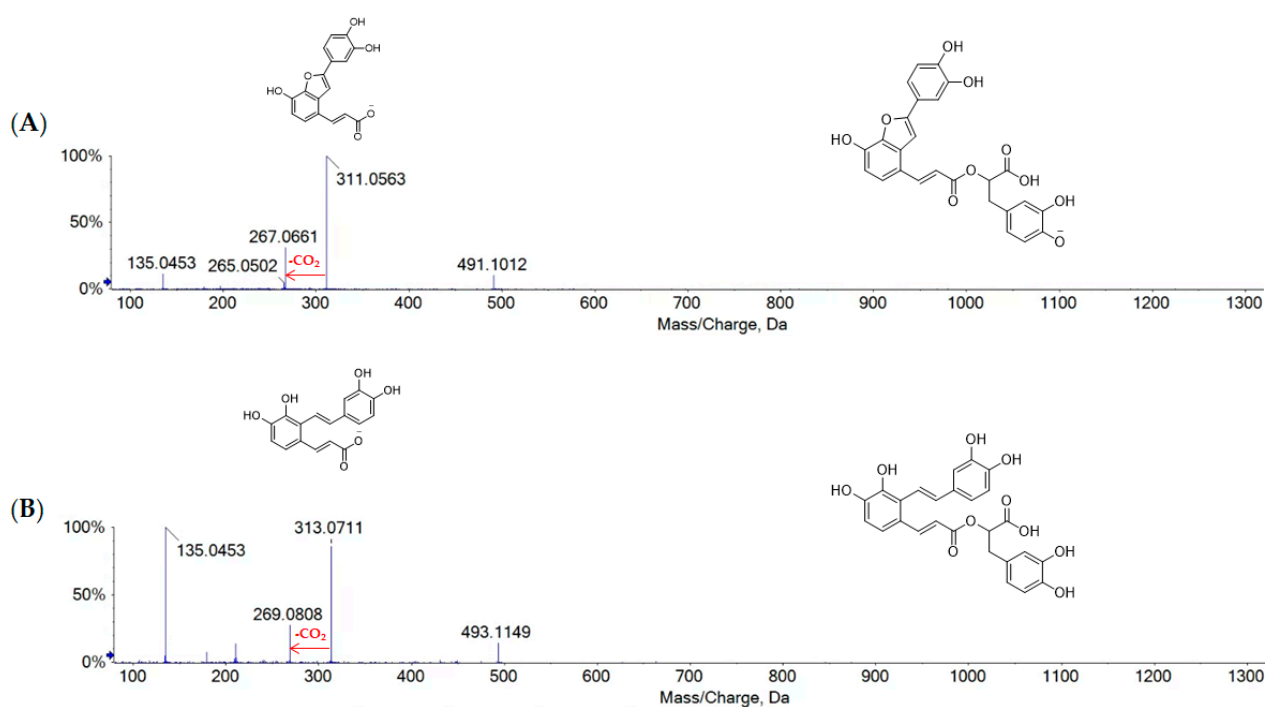 OH
OH
O
HO
O⁻
O
OH
OH
O
HO
O
O
OH
O
OH
O⁻
(A)
100%
50%
0%
311.0563
267.0661
-CO₂
135.0453
265.0502
491.1012
100 200 300 400 500 600 700 800 900 1000 1100 1200 1300
Mass/Charge, Da
OH
OH
OH
HO
O⁻
O
OH
OH
OH
HO
O
O
OH
O
OH
OH
(B)
100%
50%
0%
313.0711
135.0453
269.0808
-CO₂
493.1149
100 200 300 400 500 600 700 800 900 1000 1100 1200 1300
Mass/Charge, Da